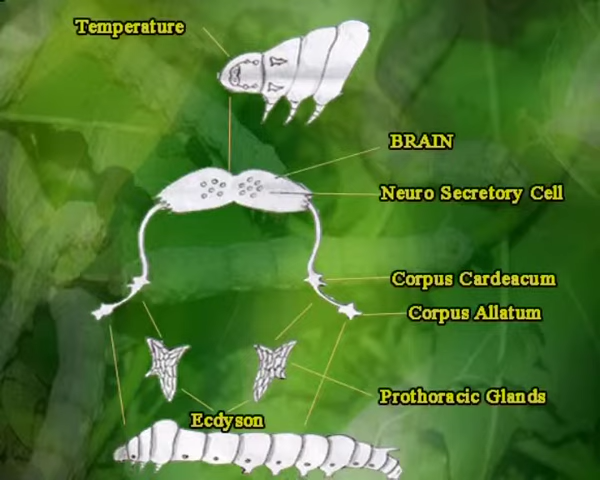 Temperature
BRAIN
Neuro Secretory Cell
Corpus Cardeacum
Corpus Allatum
Prothoracic Glands
Ecdyson